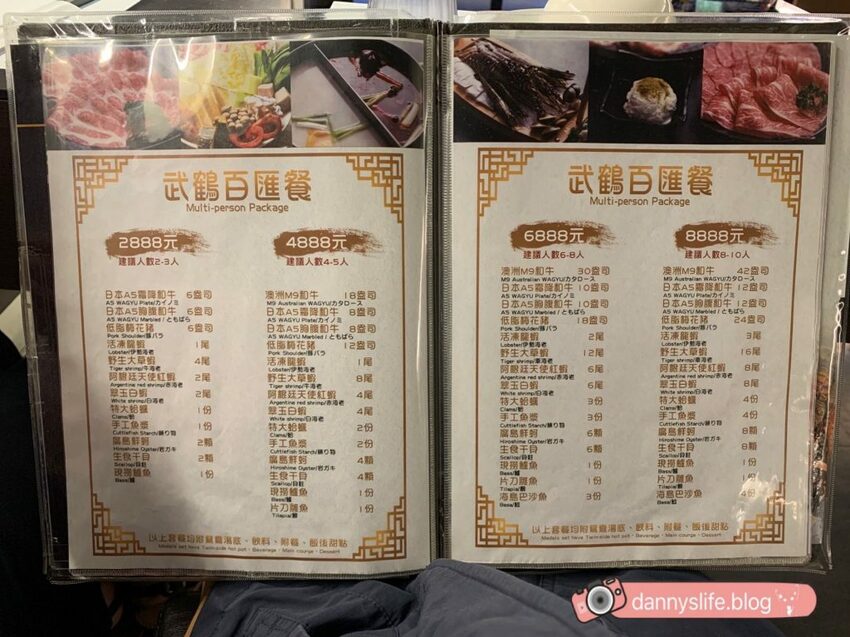 武鶴百匯餐
Multi-person Package
2888元
建議人數2-3人
日本A5霜降和牛 6盎司
A5 WAGYU Plate/カイノミ
日本A5胸腹和牛 6盎司
A5 WAGYU Marbled / ともばら
低脂梅花豬 6盎司
Pork Shoulder/豚バラ
活凍龍蝦 1尾
Lobster/伊勢海老
野生大草蝦 2尾
Tiger shrimp/牛海老
阿根廷天使紅蝦 2尾
Argentine red shrimp/赤海老
翠玉白蝦 2尾
White shrimp/白海老
特大蛤蠣 1份
Clams/蛤
手工魚漿 1份
Cuttlefish Starch/練り物
廣島鮮蚵 2顆
Hiroshima Oyster/岩ガキ
生食干貝 2顆
Scallop/貝柱
現撈鱸魚 1份
Bass/鱸
4888元
建議人數4-5人
澳洲M9和牛 18盎司
M9 Australian WAGYU/カタロース
日本A5霜降和牛 8盎司
A5 WAGYU Plate/カイノミ
日本A5胸腹和牛 8盎司
A5 WAGYU Marbled / ともばら
低脂梅花豬 12盎司
Pork Shoulder/豚バラ
活凍龍蝦 1尾
Lobster/伊勢海老
野生大草蝦 8尾
Tiger shrimp/牛海老
阿根廷天使紅蝦 4尾
Argentine red shrimp/赤海老
翠玉白蝦 4尾
White shrimp/白海老
特大蛤蠣 2份
Clams/蛤
手工魚漿 2份
Cuttlefish Starch/練り物
廣島鮮蚵 4顆
Hiroshima Oyster/岩ガキ
生食干貝 4顆
Scallop/貝柱
現撈鱸魚 1份
Bass/鱸
片刀鯛魚 1份
Tilapia/鯛
以上套餐均附鴛鴦湯底、飲料、附餐、飯後甜點
Medels set have Twin-side hot pot、Beverage、Main courge、Dessert
武鶴百匯餐
Multi-person Package
6888元
建議人數6-8人
澳洲M9和牛 30盎司
M9 Australian WAGYU/カタロース
日本A5霜降和牛 10盎司
A5 WAGYU Plate/カイノミ
日本A5胸腹和牛 10盎司
A5 WAGYU Marbled / ともばら
低脂梅花豬 18盎司
Pork Shoulder/豚バラ
活凍龍蝦 2尾
Lobster/伊勢海老
野生大草蝦 12尾
Tiger shrimp/車海老
阿根廷天使紅蝦 6尾
Argentine red shrimp/赤海老
翠玉白蝦 6尾
White shrimp/白海老
特大蛤蠣 3份
Clams/蛤
手工魚漿 3份
Cuttlefish Starch/練り物
廣島鮮蚵 6顆
Hiroshima Oyster/岩ガキ
生食干貝 6顆
Scallop/貝柱
現撈鱸魚 1份
Bass/鱸
片刀鯛魚 1份
Tilapia/鯛
海島巴沙魚 3份
Bass/鱸
8888元
建議人數8-10人
澳洲M9和牛 42盎司
M9 Australian WAGYU/カタロース
日本A5霜降和牛 12盎司
A5 WAGYU Plate/カイノミ
日本A5胸腹和牛 12盎司
A5 WAGYU Marbled / ともばら
低脂梅花豬 24盎司
Pork Shoulder/豚バラ
活凍龍蝦 3尾
Lobster/伊勢海老
野生大草蝦 16尾
Tiger shrimp/車海老
阿根廷天使紅蝦 8尾
Argentine red shrimp/赤海老
翠玉白蝦 8尾
White shrimp/白海老
特大蛤蠣 4份
Clams/蛤
手工魚漿 4份
Cuttlefish Starch/練り物
廣島鮮蚵 8顆
Hiroshima Oyster/岩ガキ
生食干貝 8顆
Scallop/貝柱
現撈鱸魚 1份
Bass/鱸
片刀鯛魚 1份
Tilapia/鯛
海島巴沙魚 4份
Bass/鱸
以上套餐均附鴛鴦湯底、飲料、附餐、飯後甜點
Medels set have Twin-side hot pot、Beverage、Main courge、Dessert
dannyslife.blog